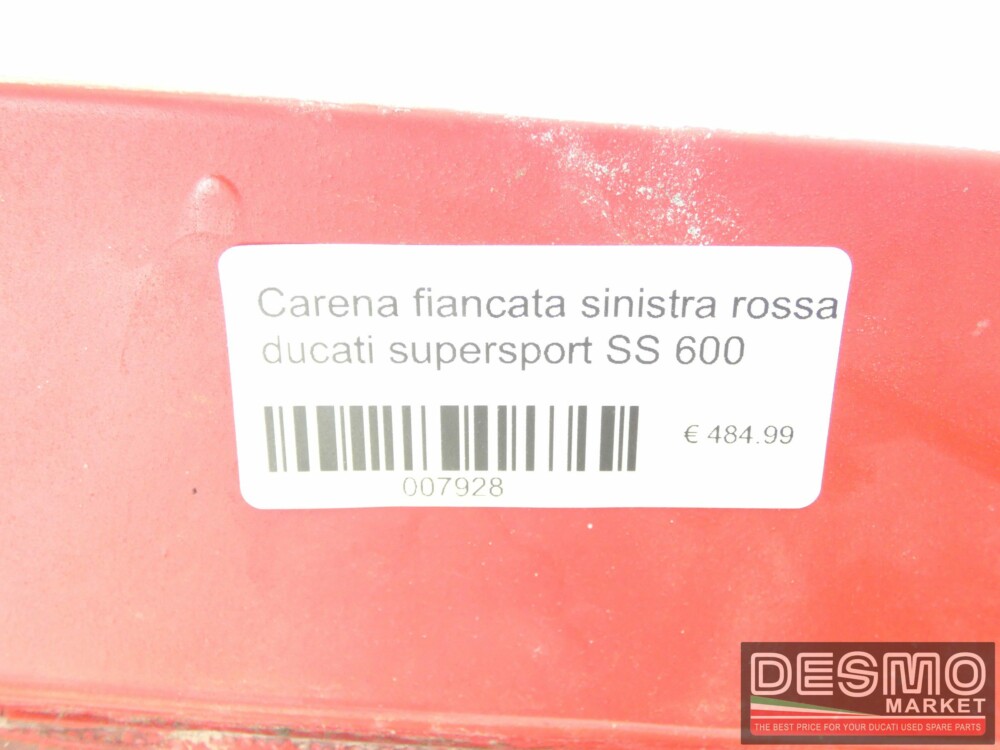 Carena fiancata sinistra rossa
ducati supersport SS 600
€ 484.99
007928
DESMO
MARKET
THE BEST PRICE FOR YOUR DUCATI USED SPARE PARTS